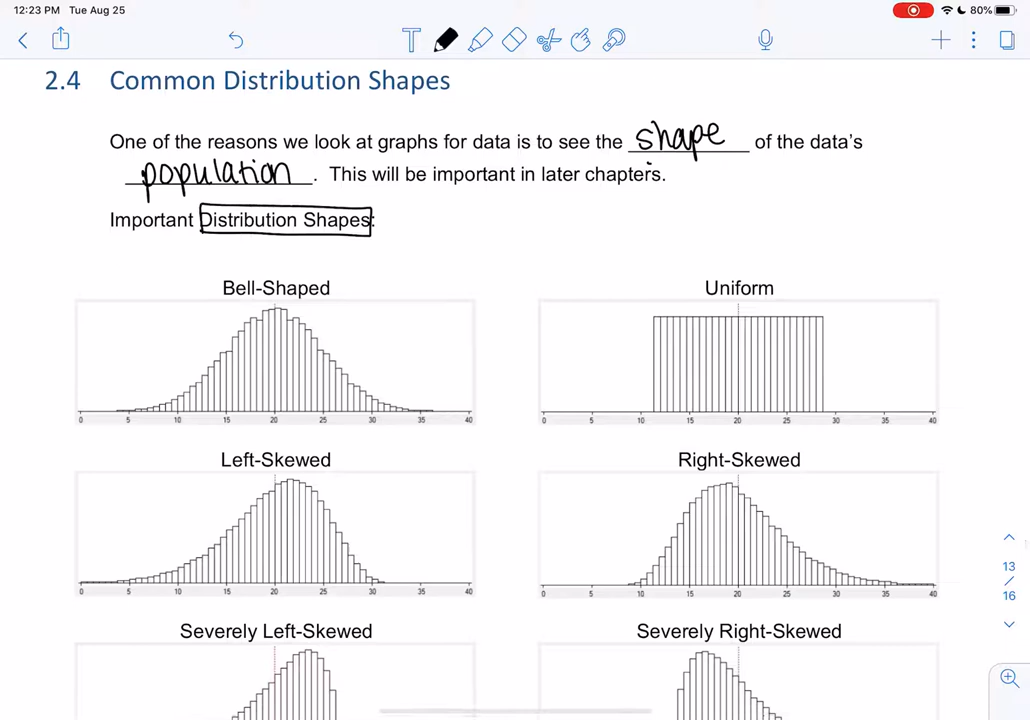 12:23 PM Tue Aug 25
80%
T
2.4 Common Distribution Shapes
One of the reasons we look at graphs for data is to see the shape of the data's
population. This will be important in later chapters.
Important Distribution Shapes:
Bell-Shaped Uniform
0 5 10 15 20 25 30 35 40 0 5 10 15 20 25 30 35 40
Left-Skewed Right-Skewed
0 5 10 15 20 25 30 35 40 0 5 10 15 20 25 30 35 40
13
/
16
Severely Left-Skewed Severely Right-Skewed